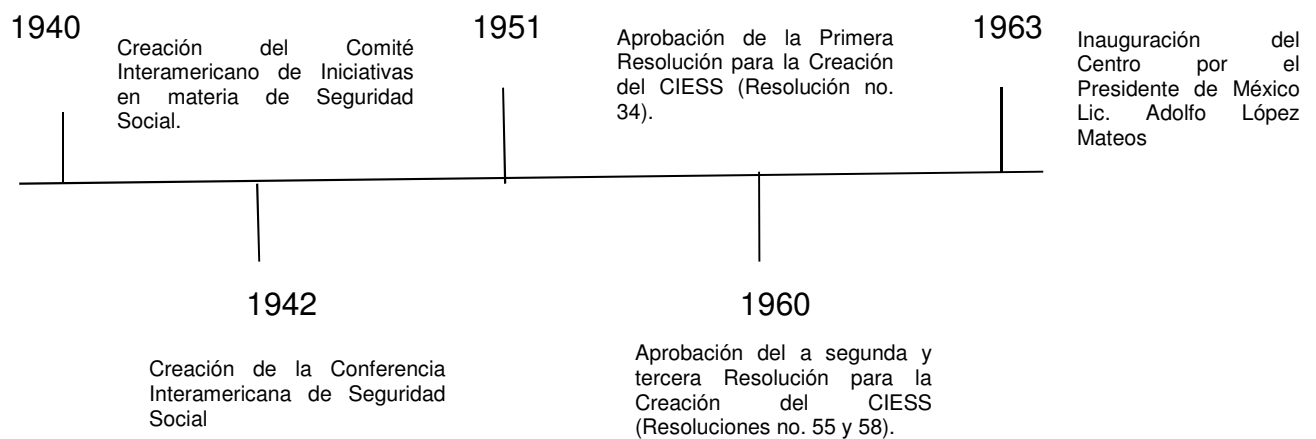 1940
Creación del Comité
Interamericano de Iniciativas
en materia de Seguridad
Social.
1942
Creación de la Conferencia
Interamericana de Seguridad
Social
1951
Aprobación de la Primera
Resolución para la Creación
del CIESS (Resolución no.
34).
1960
Aprobación del a segunda y
tercera Resolución para la
Creación del CIESS
(Resoluciones no. 55 y 58).
1963
Inauguración del
Centro por el
Presidente de México
Lic. Adolfo López
Mateos